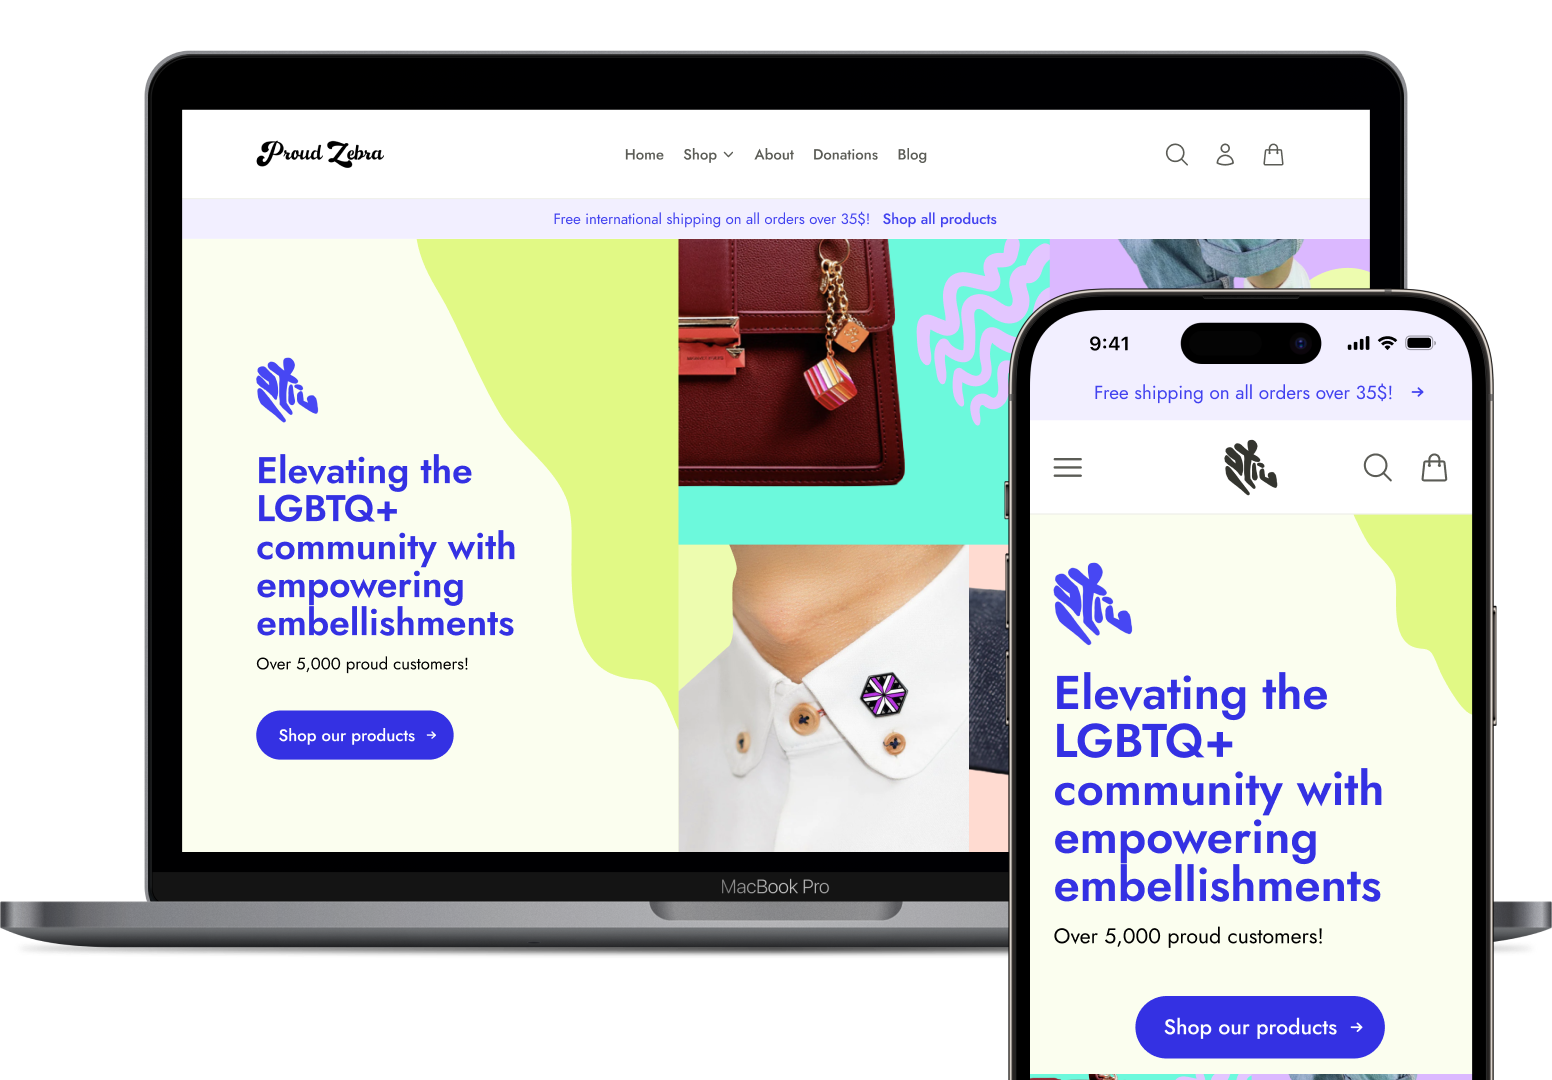 Proud Zebra
Home Shop About Donations Blog
Free international shipping on all orders over 35$! Shop all products
Elevating the
LGBTQ+
community with
empowering
embellishments
Over 5,000 proud customers!
Shop our products →
MacBook Pro
9:41
Free shipping on all orders over 35$! →
Elevating the
LGBTQ+
community with
empowering
embellishments
Over 5,000 proud customers!
Shop our products →